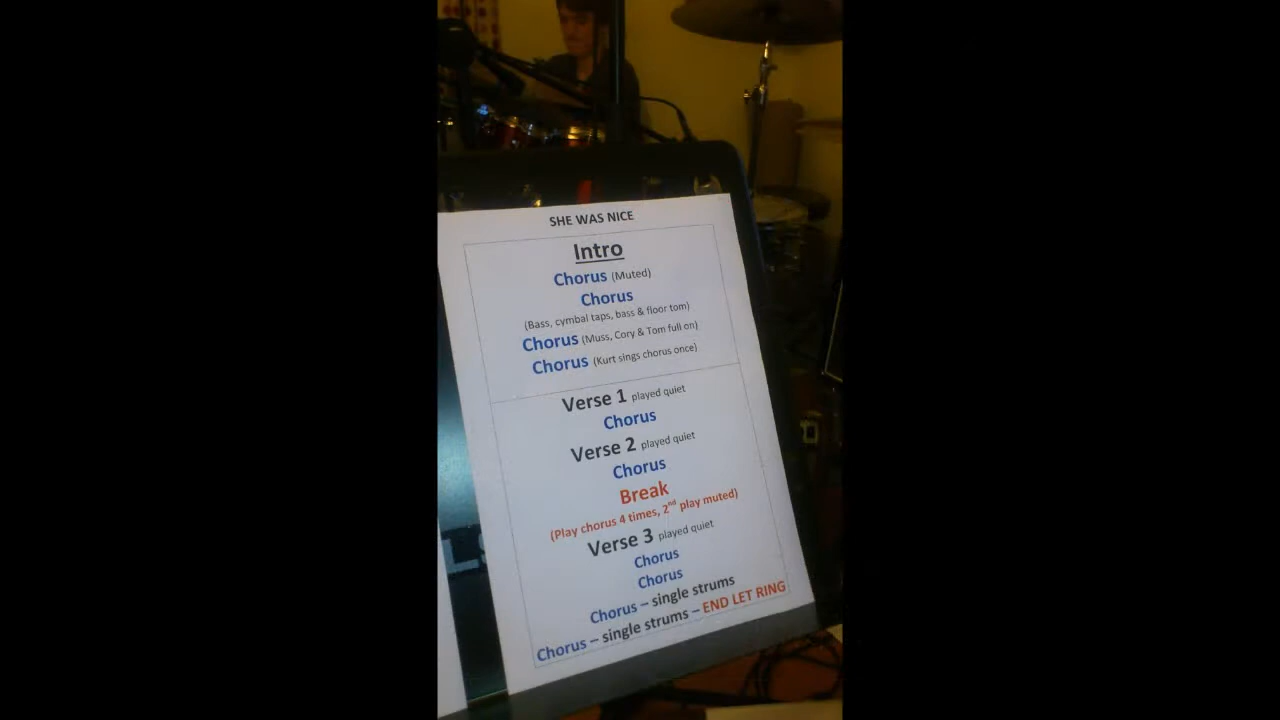 SHE WAS NICE
Intro
Chorus (Muted)
Chorus
(Bass, cymbal taps, bass & floor tom)
Chorus (Muss, Cory & Tom full on)
Chorus (Kurt sings chorus once)
Verse 1 played quiet
Chorus
Verse 2 played quiet
Chorus
Break
(Play chorus 4 times, 2nd play muted)
Verse 3 played quiet
Chorus
Chorus
Chorus – single strums
Chorus – single strums – END LET RING